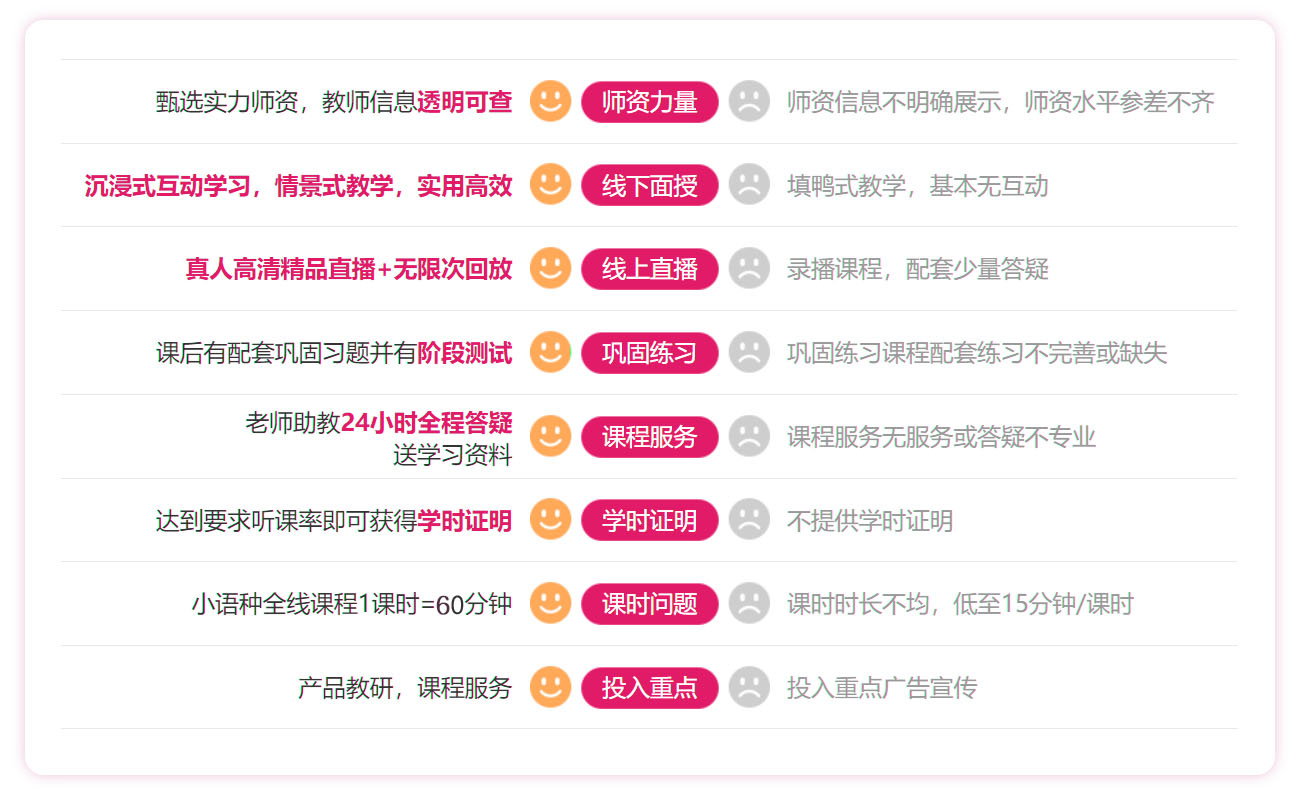 甄选实力师资，教师信息透明可查 师资力量 师资信息不明确展示，师资水平参差不齐
沉浸式互动学习，情景式教学，实用高效 线下面授 填鸭式教学，基本无互动
真人高清精品直播+无限次回放 线上直播 录播课程，配套少量答疑
课后有配套巩固习题并有阶段测试 巩固练习 巩固练习课程配套练习不完善或缺失
老师助教24小时全程答疑
送学习资料 课程服务 课程服务无服务或答疑不专业
达到要求听课率即可获得学时证明 学时证明 不提供学时证明
小语种全线课程1课时=60分钟 课时问题 课时时长不均，低至15分钟/课时
产品教研，课程服务 投入重点 投入重点广告宣传